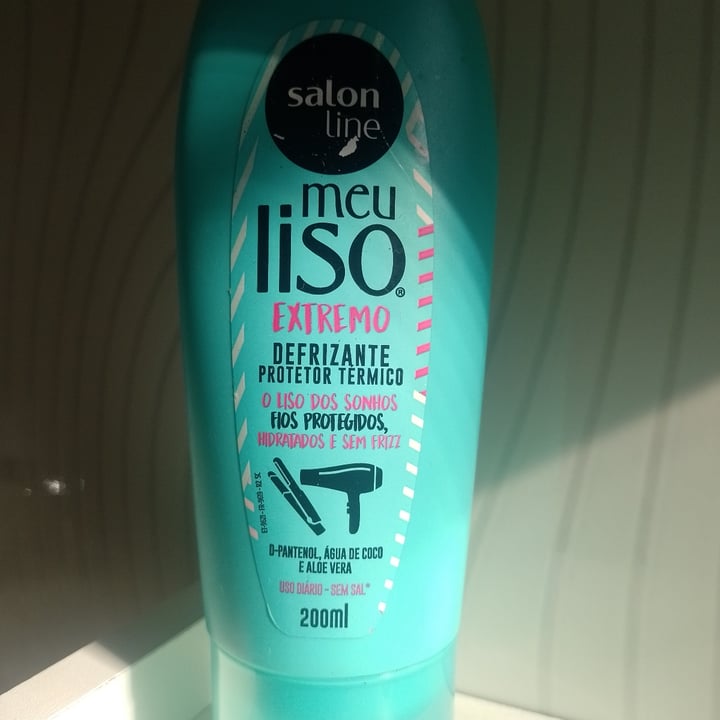 salon
line
meu
liso®
EXTREMO
DEFRIZANTE
PROTETOR TÉRMICO
O LISO DOS SONHOS
FIOS PROTEGIDOS,
HIDRATADOS E SEM FRIZZ
D-PANTENOL, ÁGUA DE COCO
E ALOE VERA
USO DIÁRIO - SEM SAL*
200ml